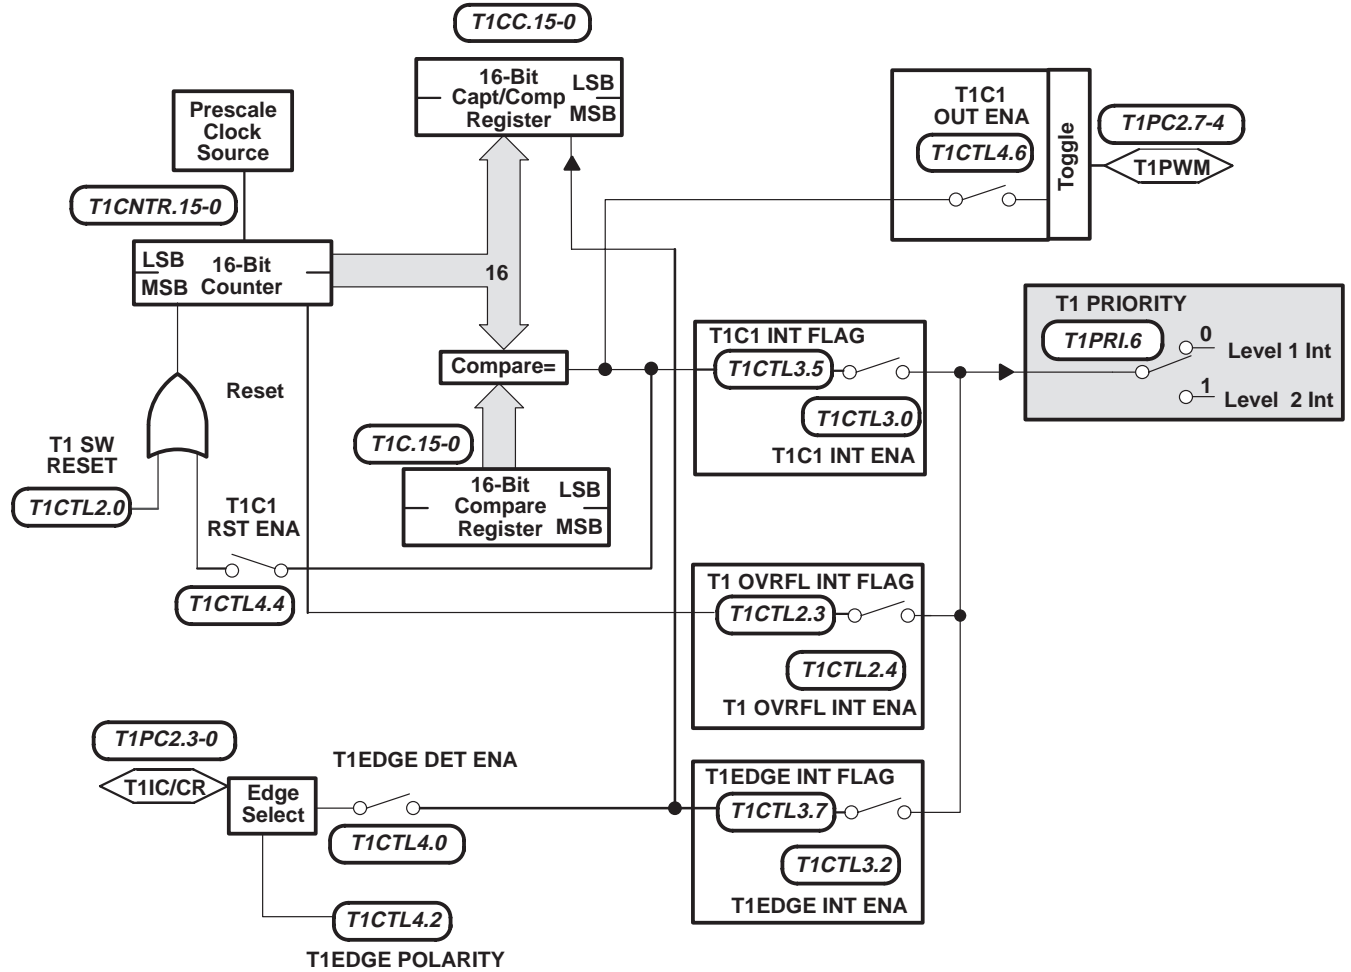 T1CC.15-0
16-Bit
Capt/Comp
Register
LSB
MSB
Prescale
Clock
Source
T1CNTR.15-0
LSB
MSB
16-Bit
Counter
16
T1C1
OUT ENA
T1CTL4.6
Toggle
T1PC2.7-4
T1PWM
Compare=
Reset
T1C.15-0
16-Bit
Compare
Register
LSB
MSB
T1 SW
RESET
T1CTL2.0
T1C1
RST ENA
T1CTL4.4
T1C1 INT FLAG
T1CTL3.5
T1CTL3.0
T1C1 INT ENA
T1 PRIORITY
T1PRI.6
0
Level 1 Int
1
Level 2 Int
T1 OVRFL INT FLAG
T1CTL2.3
T1CTL2.4
T1 OVRFL INT ENA
T1PC2.3-0
T1IC/CR
Edge
Select
T1EDGE DET ENA
T1CTL4.0
T1CTL4.2
T1EDGE POLARITY
T1EDGE INT FLAG
T1CTL3.7
T1CTL3.2
T1EDGE INT ENA